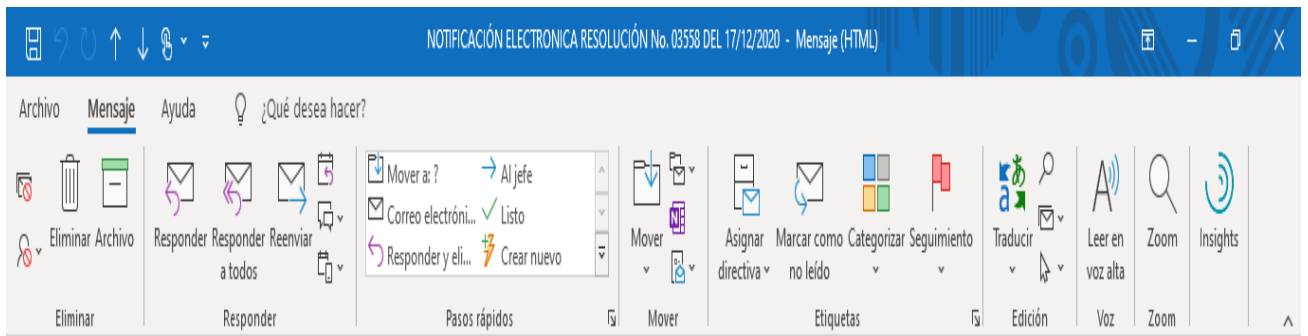 NOTIFICACIÓN ELECTRONICA RESOLUCIÓN No. 03558 DEL 17/12/2020 - Mensaje (HTML)
Archivo Mensaje Ayuda ¿Qué desea hacer?
Mover a: ? Al jefe
Correo electróni... Listo
Responder y eli... Crear nuevo
Eliminar Archivo Responder Responder a todos Reenviar Mover Asignar directiva Marcar como no leído Categorizar Seguimiento Traducir Leer en voz alta Zoom Insights
Eliminar Responder Pasos rápidos Mover Etiquetas Edición Voz Zoom